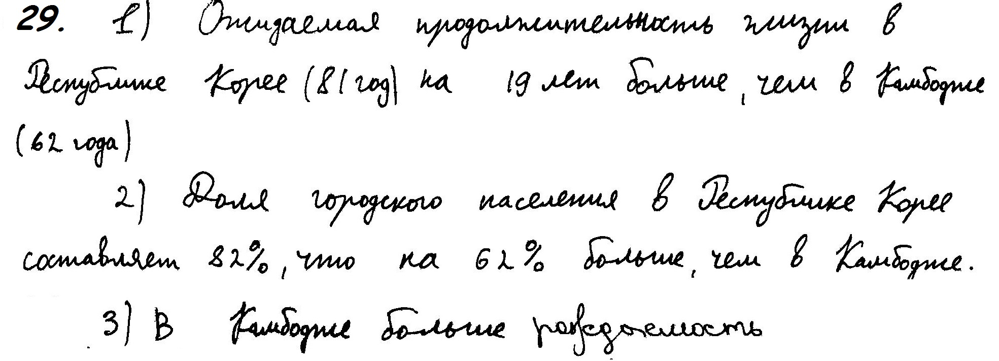 29. 1) Ожидаемая продолжительность жизни в
Республике Корее (81 год) на 19 лет больше, чем в Камбодже
(62 года)
2) Доля городского населения в Республике Корее
составляет 82%, что на 62% больше, чем в Камбодже.
3) В Камбодже больше рождаемость